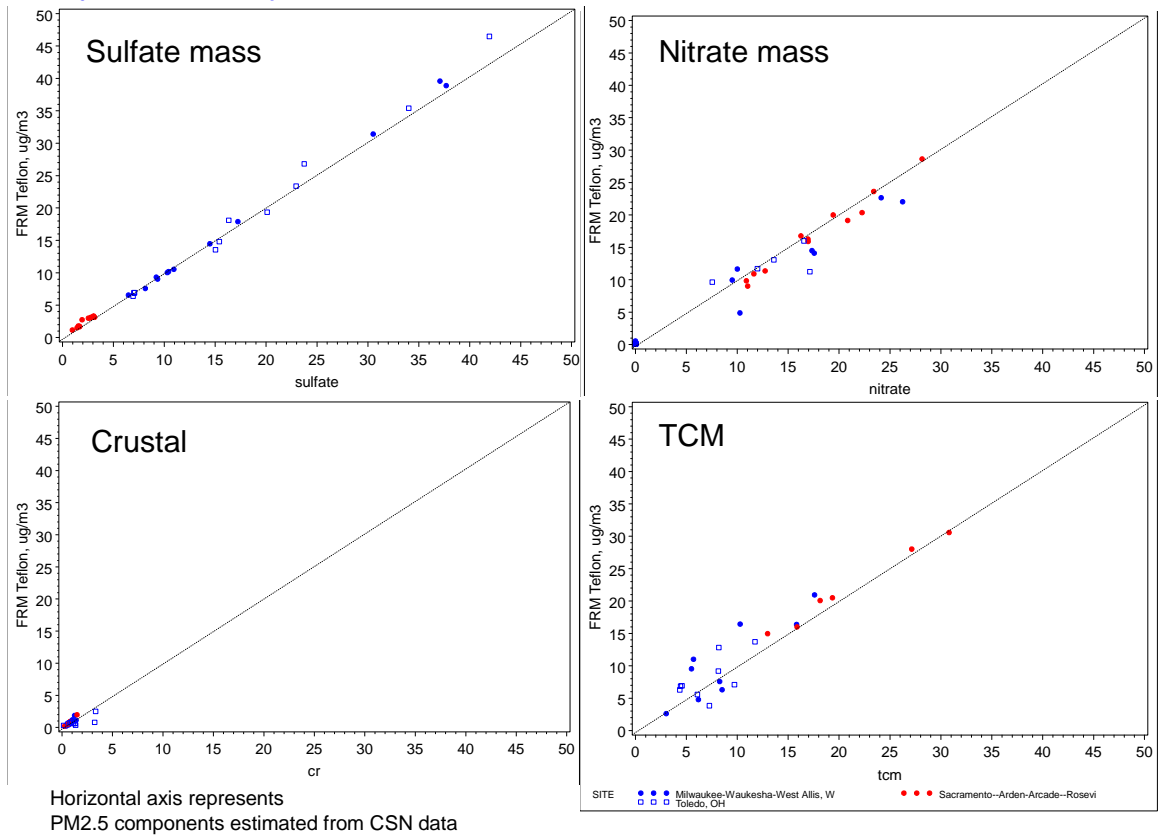 Sulfate mass
FRM Teflon, ug/m3
50
45
40
35
30
25
20
15
10
5
0
0 5 10 15 20 25 30 35 40 45 50
sulfate
Nitrate mass
FRM Teflon, ug/m3
50
45
40
35
30
25
20
15
10
5
0
0 5 10 15 20 25 30 35 40 45 50
nitrate
Crustal
FRM Teflon, ug/m3
50
45
40
35
30
25
20
15
10
5
0
0 5 10 15 20 25 30 35 40 45 50
cr
TCM
FRM Teflon, ug/m3
50
45
40
35
30
25
20
15
10
5
0
0 5 10 15 20 25 30 35 40 45 50
tcm
SITE Milwaukee-Waukesha-West Allis, W Sacramento--Arden-Arcade--Rosevi
Toledo, OH
Horizontal axis represents
PM2.5 components estimated from CSN data